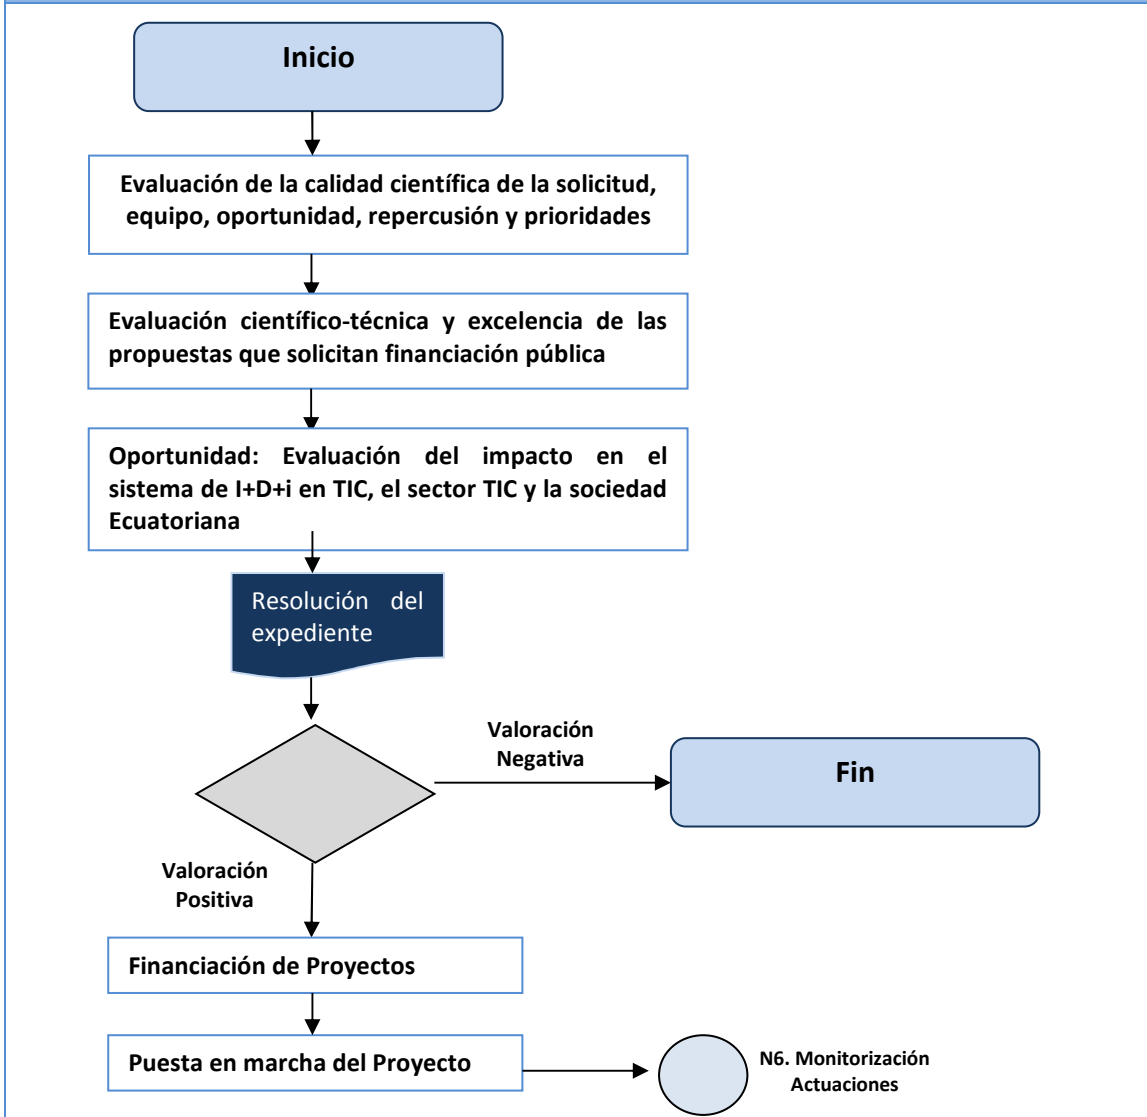 Inicio
Evaluación de la calidad científica de la solicitud,
equipo, oportunidad, repercusión y prioridades
Evaluación científico-técnica y excelencia de las
propuestas que solicitan financiación pública
Oportunidad: Evaluación del impacto en el
sistema de I+D+i en TIC, el sector TIC y la sociedad
Ecuatoriana
Resolución del
expediente
Valoración
Negativa
Fin
Valoración
Positiva
Financiación de Proyectos
Puesta en marcha del Proyecto
N6. Monitorización
Actuaciones